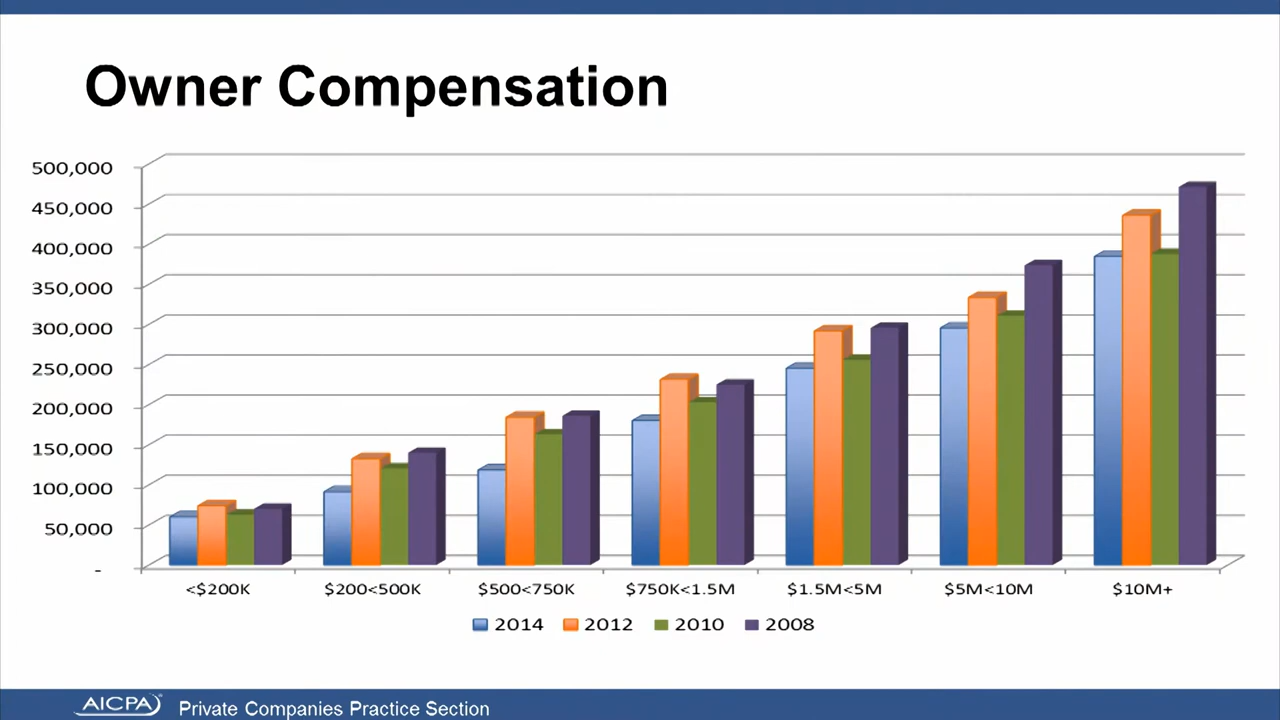 Owner Compensation
500,000
450,000
400,000
350,000
300,000
250,000
200,000
150,000
100,000
50,000
-
<$200K $200<500K $500<750K $750K<1.5M $1.5M<5M $5M<10M $10M+
2014 2012 2010 2008
AICPA Private Companies Practice Section